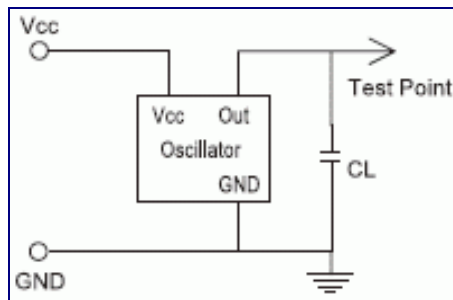 Vcc
Test Point
Vcc Out
Oscillator
GND
CL
GND